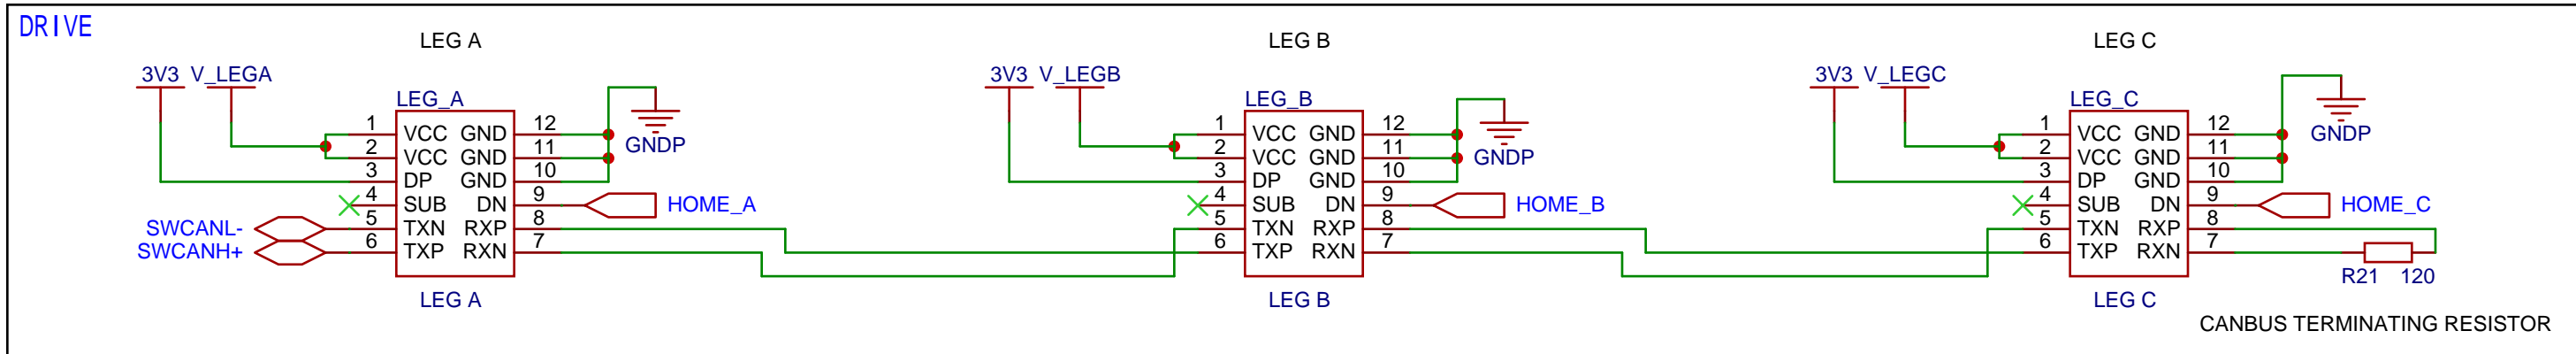 DRIVE
LEG A LEG B LEG C
3V3 V_LEGA 3V3 V_LEGB 3V3 V_LEGC
LEG_A LEG_B LEG_C
1 VCC GND 12 1 VCC GND 12 1 VCC GND 12
GNDP GNDP GNDP
2 VCC GND 11 2 VCC GND 11 2 VCC GND 11
3 DP GND 10 3 DP GND 10 3 DP GND 10
4 SUB DN 9 HOME_A 4 SUB DN 9 HOME_B 4 SUB DN 9 HOME_C
SWCANL- 5 TXN RXP 8 5 TXN RXP 8 5 TXN RXP 8
SWCANH+ 6 TXP RXN 7 6 TXP RXN 7 6 TXP RXN 7
R21 120
LEG A LEG B LEG C
CANBUS TERMINATING RESISTOR